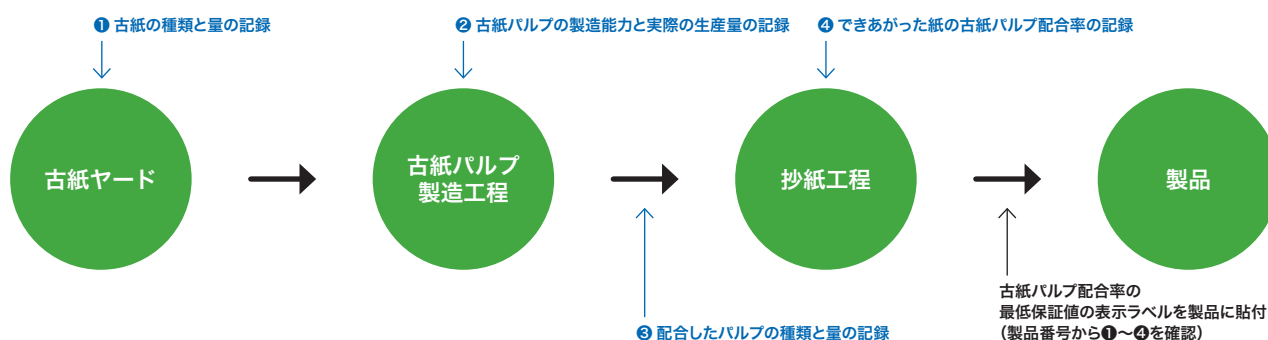 ❶ 古紙の種類と量の記録
❷ 古紙パルプの製造能力と実際の生産量の記録
❹ できあがった紙の古紙パルプ配合率の記録
古紙ヤード
古紙パルプ
製造工程
抄紙工程
製品
❸ 配合したパルプの種類と量の記録
古紙パルプ配合率の
最低保証値の表示ラベルを製品に貼付
（製品番号から❶〜❹を確認）